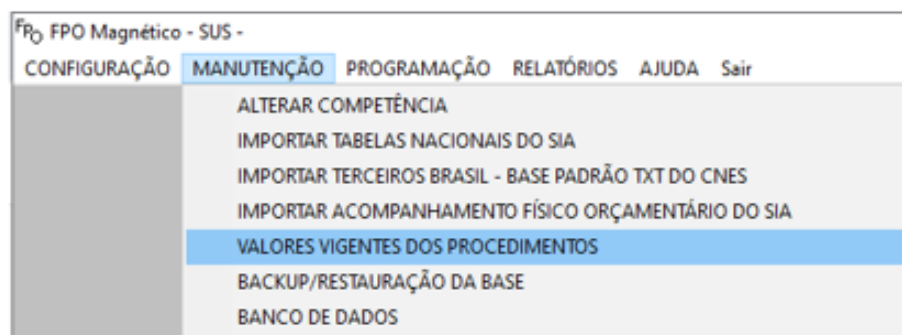 FPO FPO Magnético - SUS -
CONFIGURAÇÃO MANUTENÇÃO PROGRAMAÇÃO RELATÓRIOS AJUDA Sair
ALTERAR COMPETÊNCIA
IMPORTAR TABELAS NACIONAIS DO SIA
IMPORTAR TERCEIROS BRASIL - BASE PADRÃO TXT DO CNES
IMPORTAR ACOMPANHAMENTO FÍSICO ORÇAMENTÁRIO DO SIA
VALORES VIGENTES DOS PROCEDIMENTOS
BACKUP/RESTAURAÇÃO DA BASE
BANCO DE DADOS